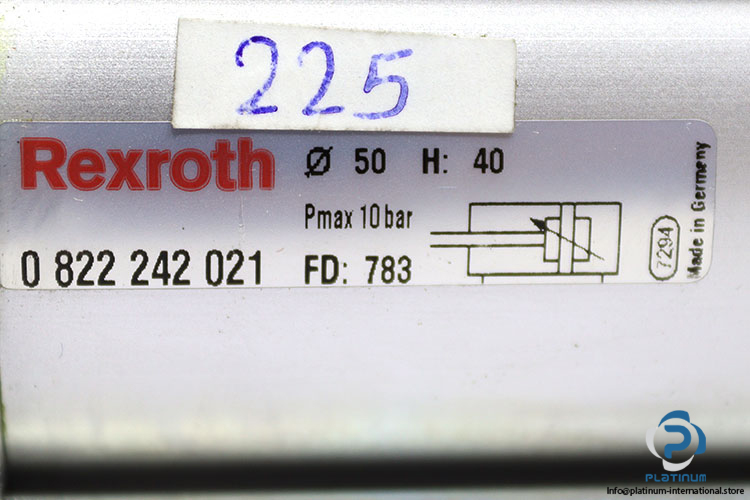 225
Rexroth Ø 50 H: 40
Pmax 10 bar
0 822 242 021 FD: 783
7294
Made in Germany
PLATINUM
Info@platinum-international.store